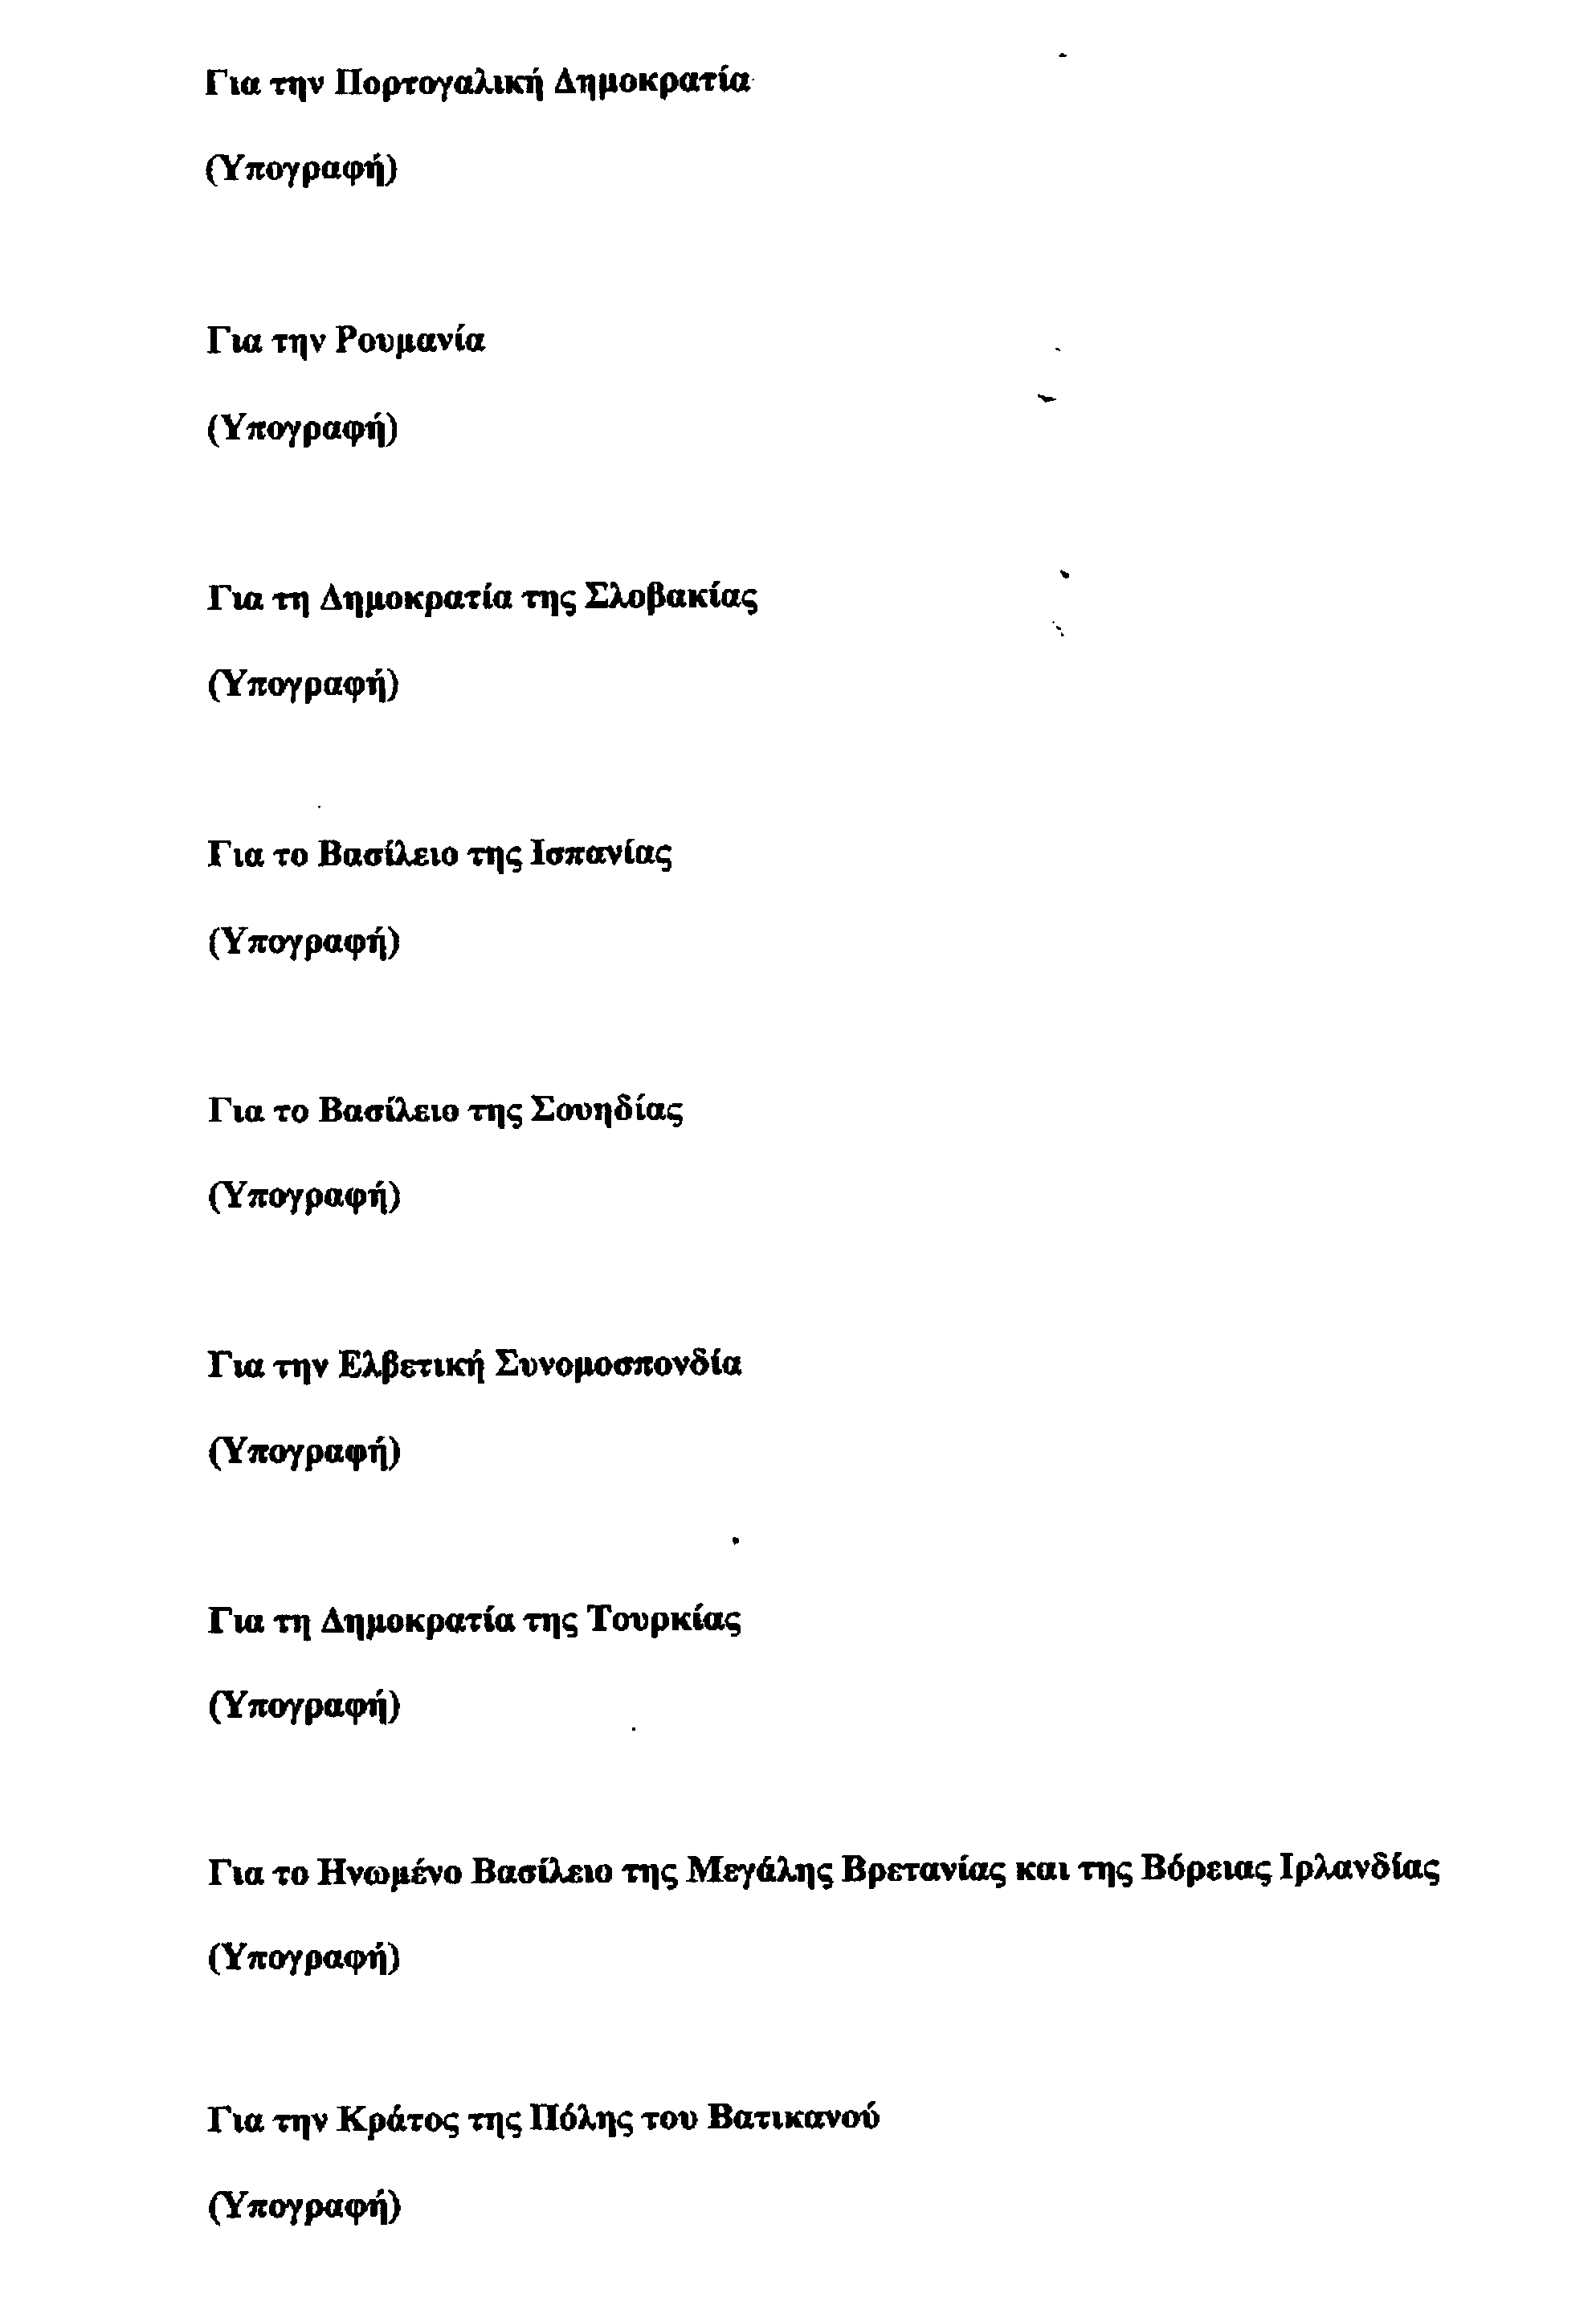 Για την Πορτογαλική Δημοκρατία
(Υπογραφή)
Για την Ρουμανία
(Υπογραφή)
Για τη Δημοκρατία της Σλοβακίας
(Υπογραφή)
Για το Βασίλειο της Ισπανίας
(Υπογραφή)
Για το Βασίλειο της Σουηδίας
(Υπογραφή)
Για την Ελβετική Συνομοσπονδία
(Υπογραφή)
Για τη Δημοκρατία της Τουρκίας
(Υπογραφή)
Για το Ηνωμένο Βασίλειο της Μεγάλης Βρετανίας και της Βόρειας Ιρλανδίας
(Υπογραφή)
Για την Κράτος της Πόλης του Βατικανού
(Υπογραφή)